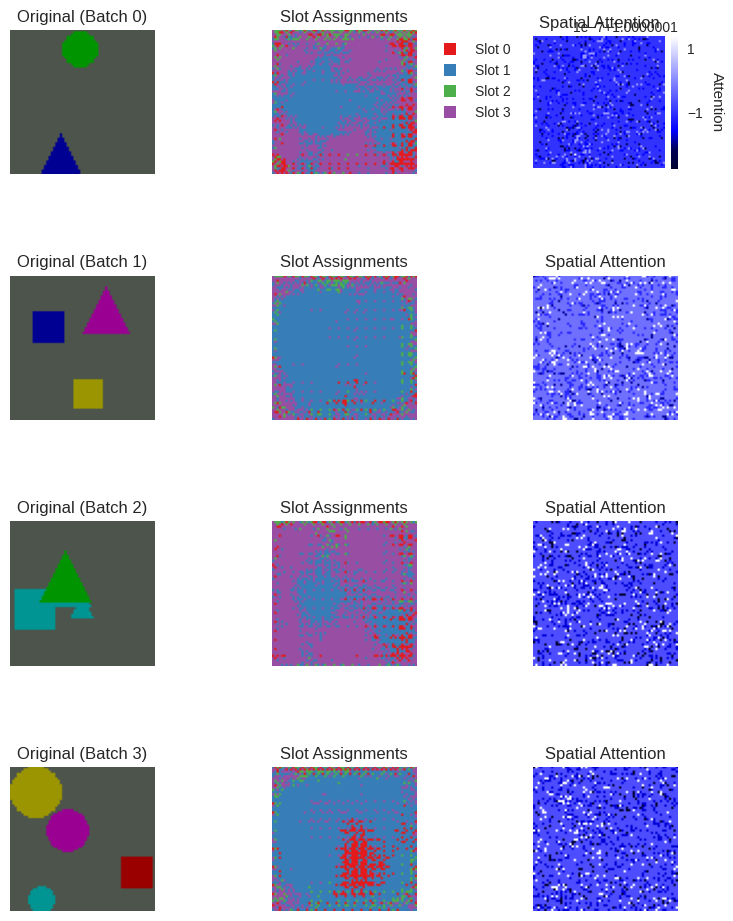 Original (Batch 0)
Slot Assignments
Slot 0
Slot 1
Slot 2
Slot 3
Spatial Attention
1e−7+1.0000001
1
−1
Attention
Original (Batch 1)
Slot Assignments
Spatial Attention
Original (Batch 2)
Slot Assignments
Spatial Attention
Original (Batch 3)
Slot Assignments
Spatial Attention